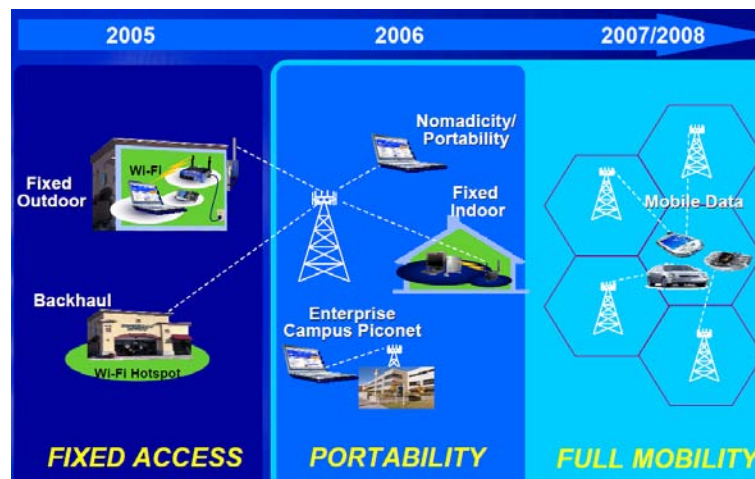 2005
2006
2007/2008
Fixed
Outdoor
Wi-Fi
Backhaul
Wi-Fi Hotspot
FIXED ACCESS
Nomadicity/
Portability
Fixed
Indoor
Enterprise
Campus Piconet
PORTABILITY
Mobile Data
FULL MOBILITY